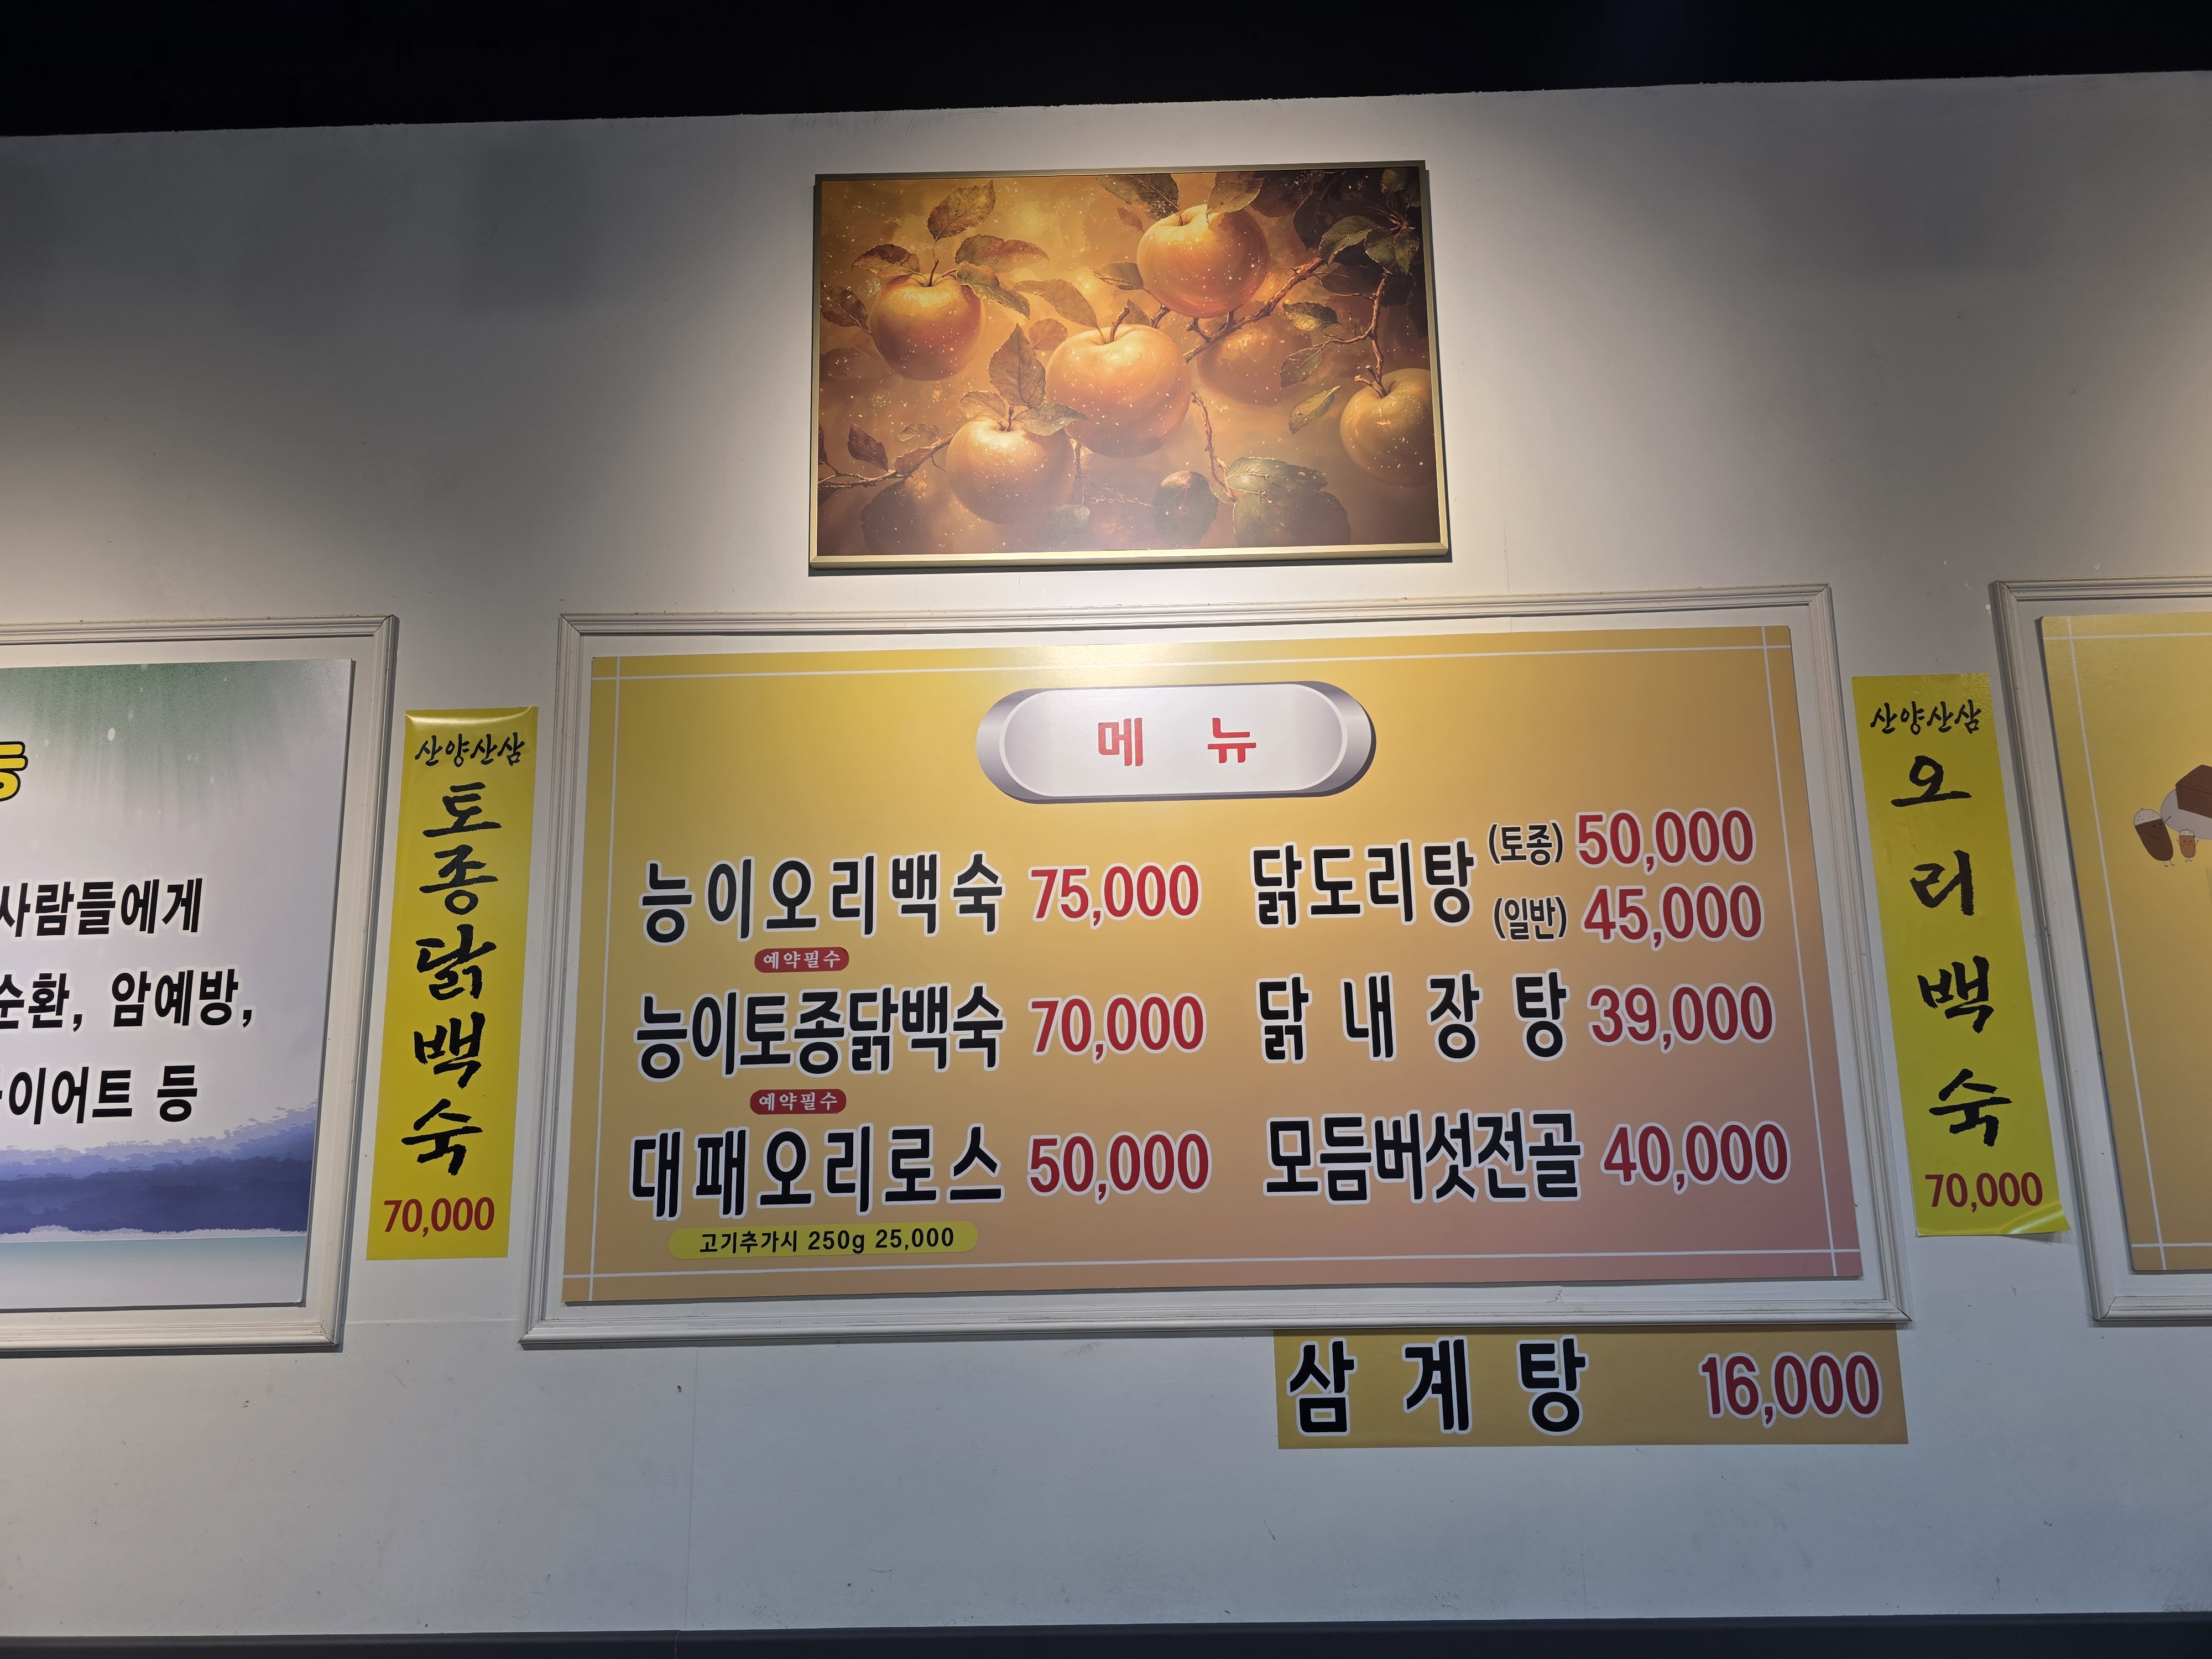 사람들에게
순환, 암예방,
이어트 등
산양산삼
토종닭백숙
70,000
메뉴
능이오리백숙 75,000
예약필수
능이토종닭백숙 70,000
예약필수
대패오리로스 50,000
고기추가시 250g 25,000
닭도리탕 (토종) 50,000
(일반) 45,000
닭내장탕 39,000
모듬버섯전골 40,000
삼계탕 16,000
산양산삼
오리백숙
70,000